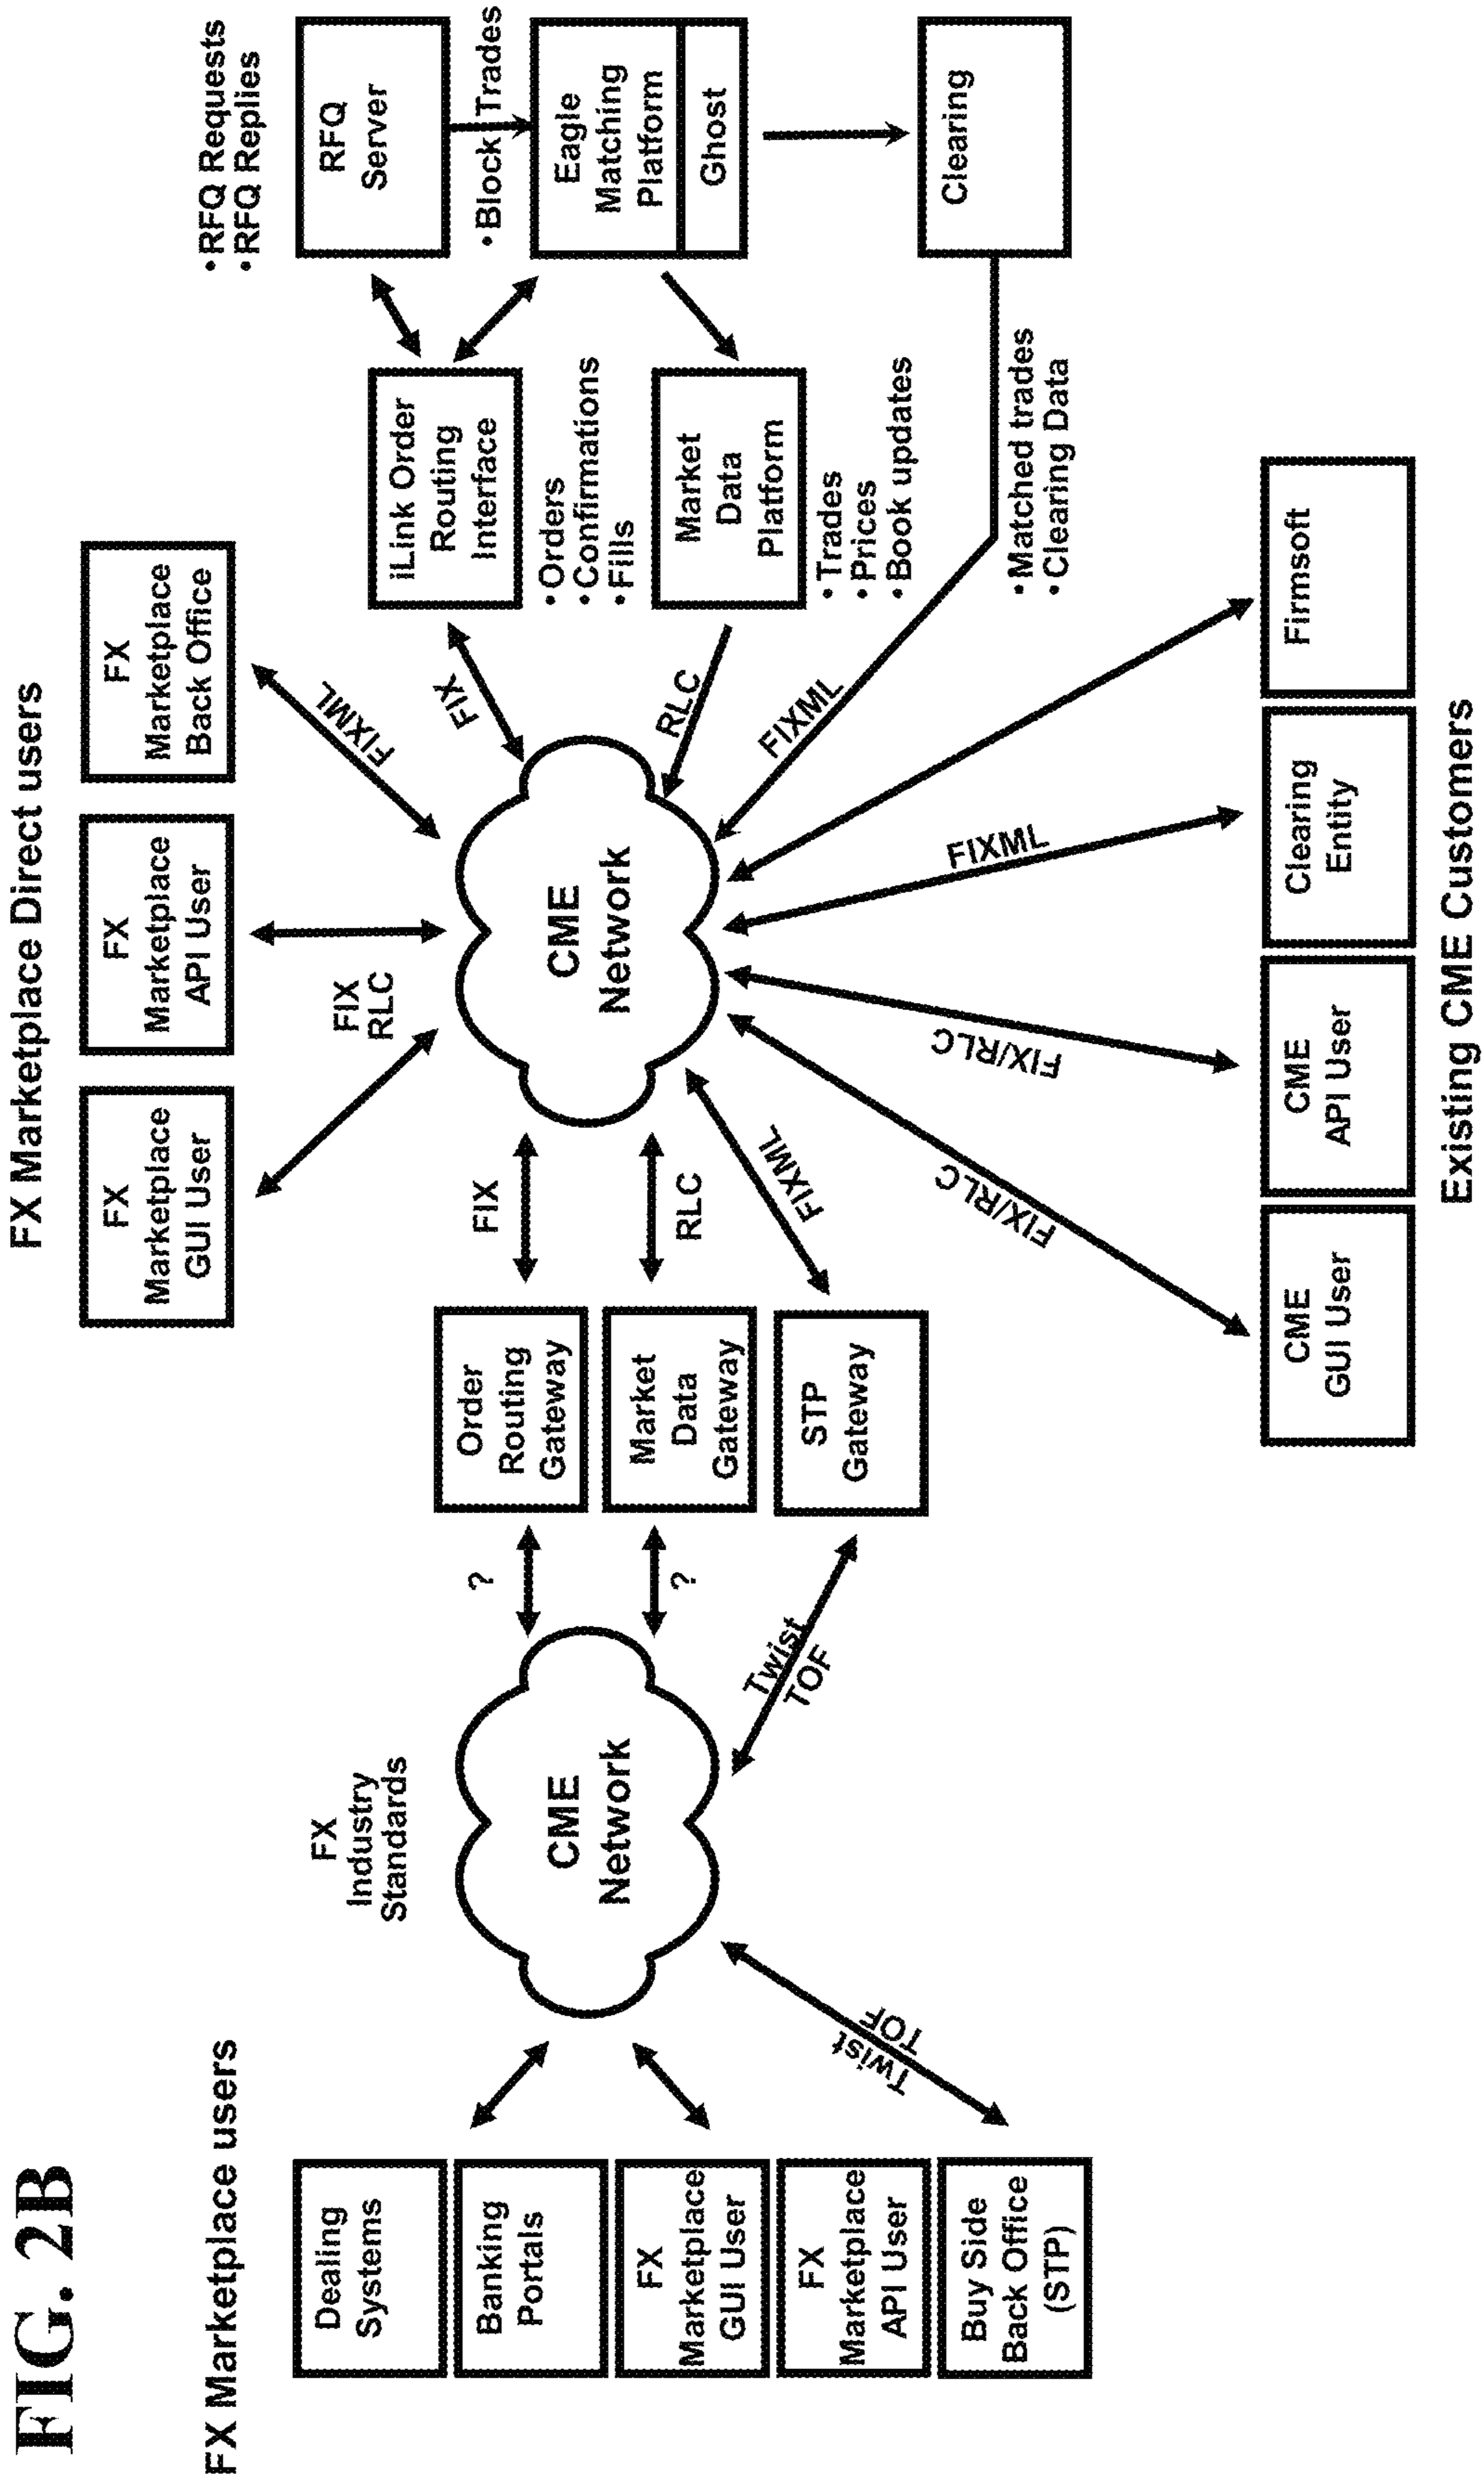 FIG. 2B
FX Marketplace users
Dealing
Systems
Banking
Portals
FX
Marketplace
GUI User
FX
Marketplace
API User
Buy Side
Back Office
(STP)
FX
Industry
Standards
CME
Network
Twist
TOF
?
?
Twist
TOF
Order
Routing
Gateway
Market
Data
Gateway
STP
Gateway
FIX
RLC
FIXML
FX Marketplace Direct users
FX
Marketplace
GUI User
FX
Marketplace
API User
FX
Marketplace
Back Office
FIX
RLC
FIXML
CME
Network
FIX
RLC
FIXML
iLink Order
Routing
Interface
•Orders
•Confirmations
•Fills
Market
Data
Platform
•Trades
•Prices
•Book updates
•RFQ Requests
•RFQ Replies
RFQ
Server
•Block Trades
Eagle
Matching
Platform
Ghost
Clearing
•Matched trades
•Clearing Data
FIX/RLC
FIX/RLC
FIXML
CME
GUI User
CME
API User
Clearing
Entity
Firmsoft
Existing CME Customers